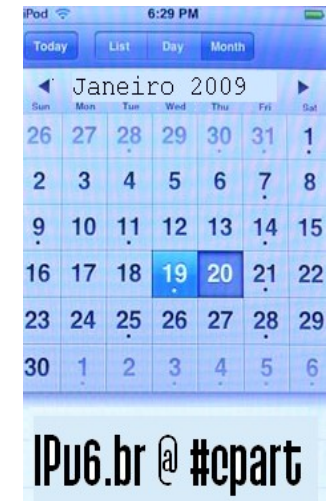 iPod 6:29 PM
Today List Day Month
Janeiro 2009
Sun Mon Tue Wed Thu Fri Sat
26 27 28 29 30 31 1
2 3 4 5 6 7 8
9 10 11 12 13 14 15
16 17 18 19 20 21 22
23 24 25 26 27 28 29
30 1 2 3 4 5 6
IPv6.br @ #cpart